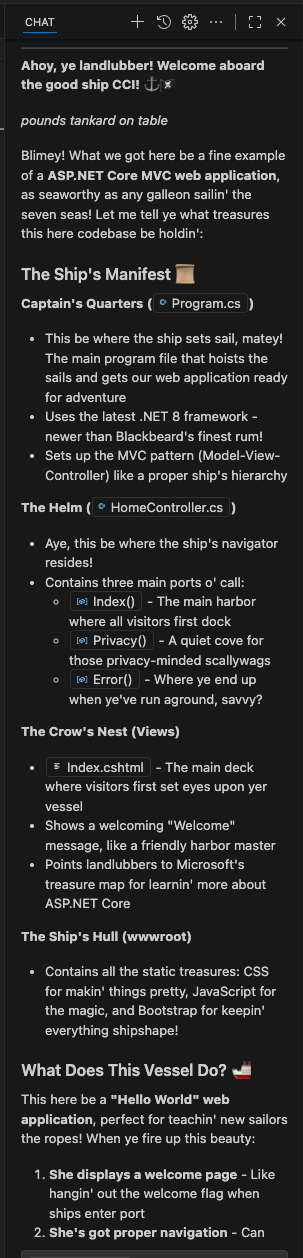 CHAT
Ahoy, ye landlubber! Welcome aboard
the good ship CCI! ⚓🏴‍☠️
pounds tankard on table
Blimey! What we got here be a fine example
of a ASP.NET Core MVC web application,
as seaworthy as any galleon sailin' the
seven seas! Let me tell ye what treasures
this here codebase be holdin':
The Ship's Manifest 📜
Captain's Quarters ( Program.cs )
• This be where the ship sets sail, matey!
The main program file that hoists the
sails and gets our web application ready
for adventure
• Uses the latest .NET 8 framework -
newer than Blackbeard's finest rum!
• Sets up the MVC pattern (Model-View-
Controller) like a proper ship's hierarchy
The Helm ( HomeController.cs )
• Aye, this be where the ship's navigator
resides!
• Contains three main ports o' call:
◦ Index() - The main harbor
where all visitors first dock
◦ Privacy() - A quiet cove for
those privacy-minded scallywags
◦ Error() - Where ye end up
when ye've run aground, savvy?
The Crow's Nest (Views)
• Index.cshtml - The main deck
where visitors first set eyes upon yer
vessel
• Shows a welcoming "Welcome"
message, like a friendly harbor master
• Points landlubbers to Microsoft's
treasure map for learnin' more about
ASP.NET Core
The Ship's Hull (wwwroot)
• Contains all the static treasures: CSS
for makin' things pretty, JavaScript for
the magic, and Bootstrap for keepin'
everything shipshape!
What Does This Vessel Do? 🚢
This here be a "Hello World" web
application, perfect for teachin' new sailors
the ropes! When ye fire up this beauty:
1. She displays a welcome page - Like
hangin' out the welcome flag when
ships enter port
2. She's got proper navigation - Can